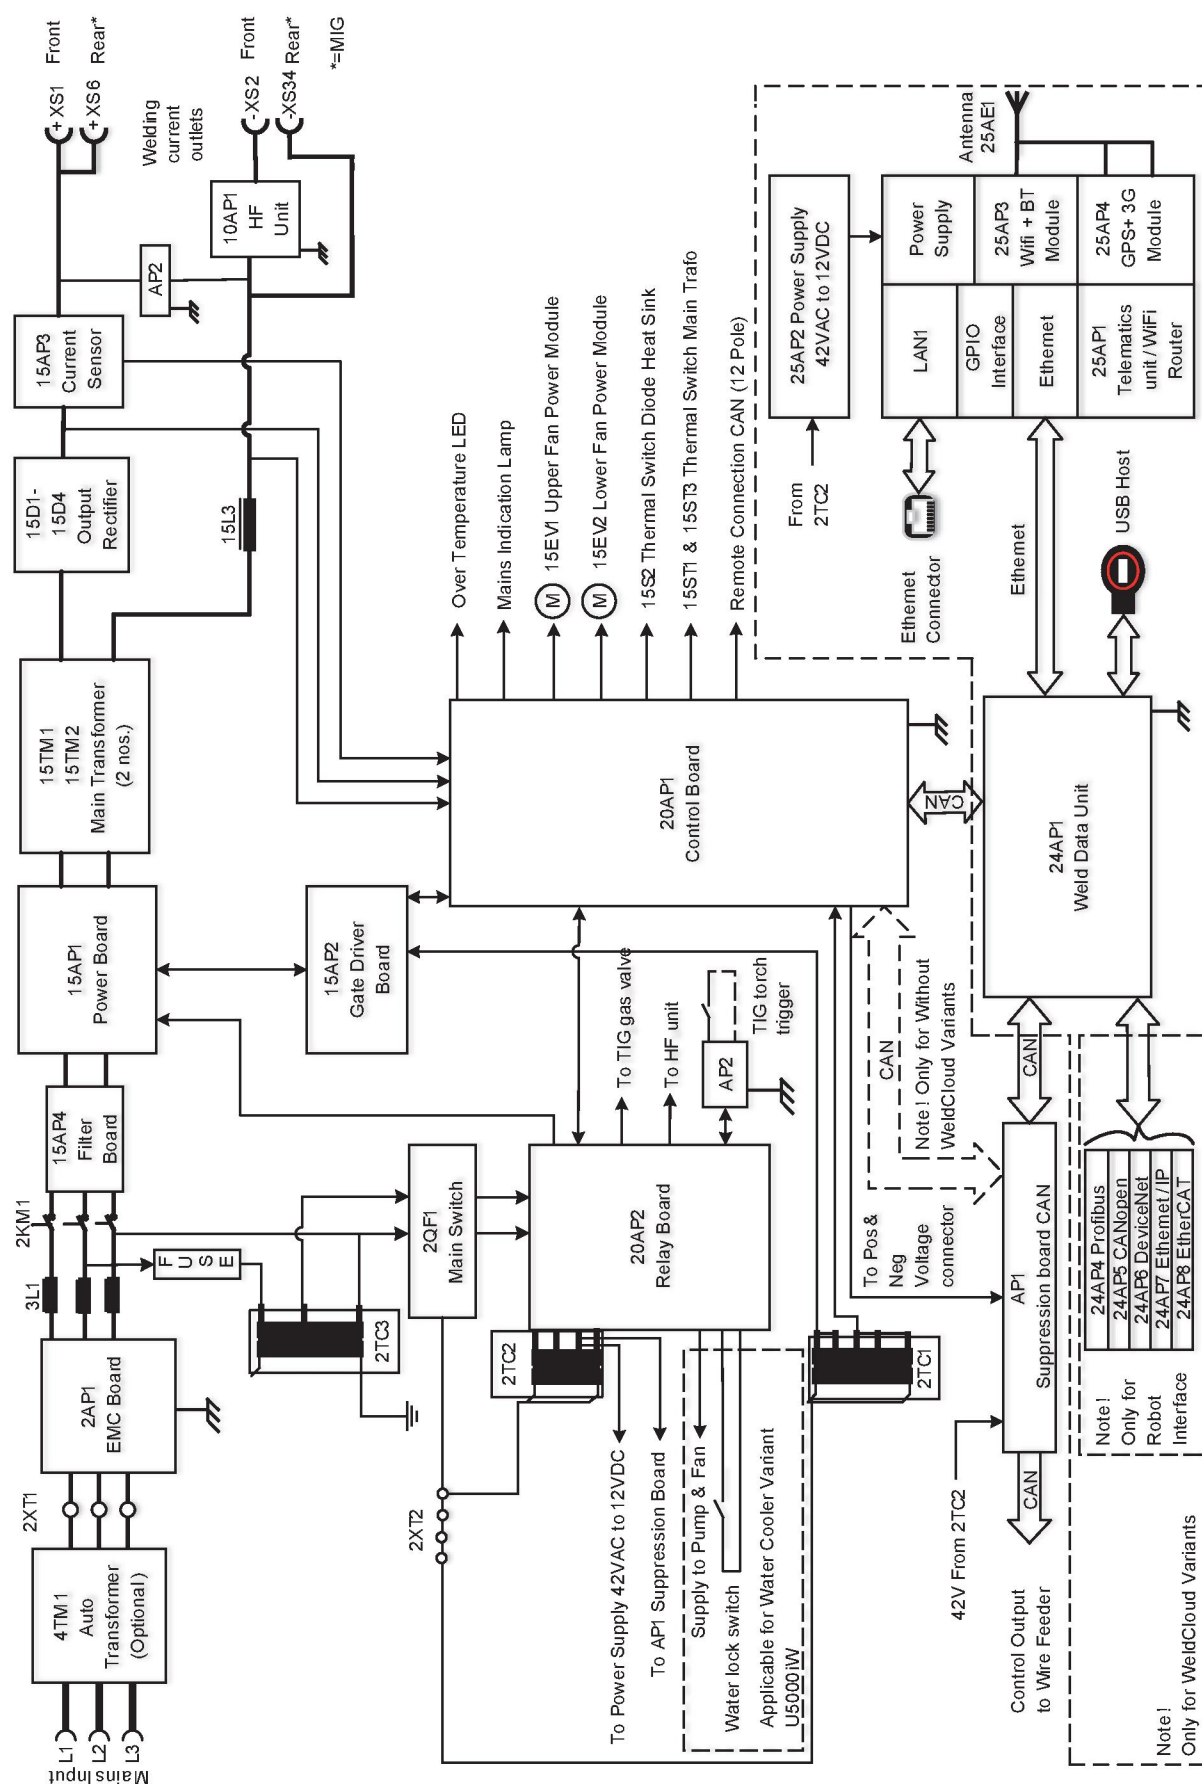 Mains Input
L1
L2
L3
4TM1
Auto
Transformer
(Optional)
2XT1
2AP1
EMC Board
3L1
2KM1
15AP4
Filter
Board
15AP1
Power Board
15TM1
15TM2
Main Transformer
(2 nos.)
15D1-
15D4
Output
Rectifier
15AP3
Current
Sensor
+XS1 Front
+XS6 Rear*
Welding
current
outlets
-XS2 Front
-XS34 Rear*
*=MIG
AP2
10AP1
HF
Unit
15L3
FUSE
2TC3
15AP2
Gate Driver
Board
2QF1
Main Switch
2XT2
2TC2
20AP2
Relay Board
To TIG gas valve
To HF unit
AP2
TIG torch
trigger
20AP1
Control Board
Over Temperature LED
Mains Indication Lamp
M 15EV1 Upper Fan Power Module
M 15EV2 Lower Fan Power Module
15S2 Thermal Switch Diode Heat Sink
15ST1 & 15ST3 Thermal Switch Main Trafo
Remote Connection CAN (12 Pole)
To Power Supply 42VAC to 12VDC
To AP1 Suppression Board
Supply to Pump & Fan
Water lock switch
Applicable for Water Cooler Variant
U5000iW
2TC1
To Pos&
Neg
Voltage
connector
CAN
Note! Only for Without
WeldCloud Variants
CAN
From
2TC2
25AP2 Power Supply
42VAC to 12VDC
Antenna
25AE1
LAN1
Power
Supply
GPIO
Interface
25AP3
Wifi + BT
Module
Ethernet
25AP1
Telematics
unit / WiFi
Router
25AP4
GPS+ 3G
Module
Ethernet
Connector
Ethernet
USB Host
24AP1
Weld Data Unit
42V From 2TC2
AP1
Suppression board CAN
CAN
CAN
Control Output
to Wire Feeder
Note!
Only for
Robot
Interface
24AP4 Profibus
24AP5 CANopen
24AP6 DeviceNet
24AP7 Ethernet /IP
24AP8 EtherCAT
Note!
Only for WeldCloud Variants